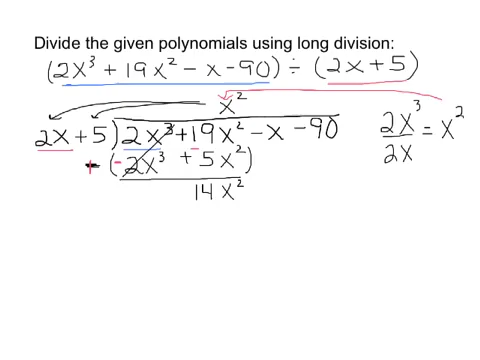 Divide the given polynomials using long division:
(2x³ + 19x² - x - 90) ÷ (2x + 5)
x²
2x + 5) 2x³ + 19x² - x - 90
+ (-2x³ + 5x²)
-
14x²
2x³/2x = x²